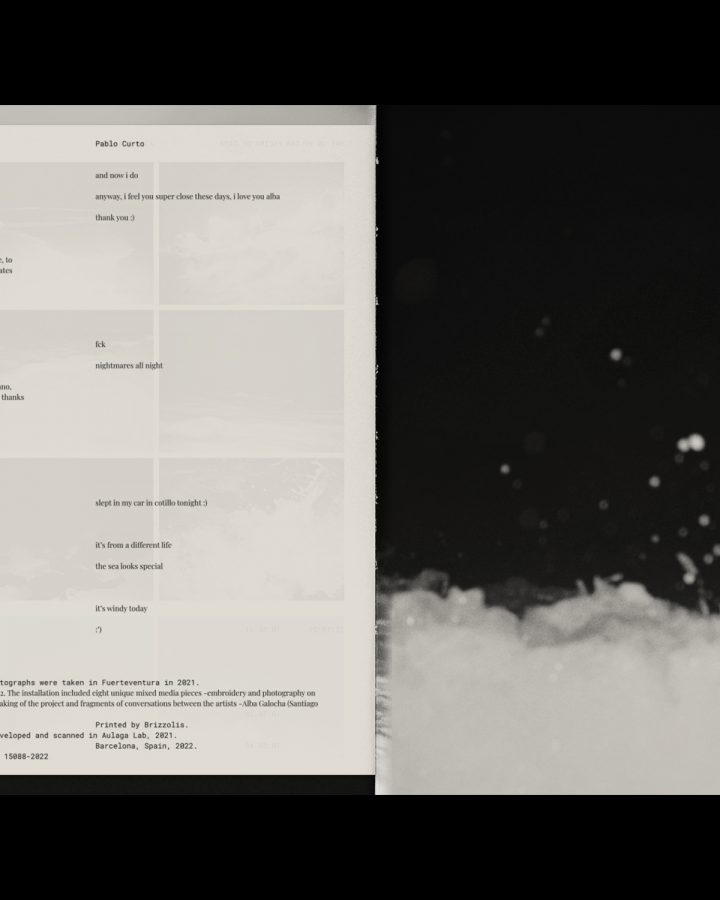 Pablo Curto
and now i do
anyway, i feel you super close these days, i love you alba
thank you :)
, to
ates
fck
nightmares all night
no,
thanks
slept in my car in cotillo tonight :)
it's from a different life
the sea looks special
it's windy today
:')
tographs were taken in Fuerteventura in 2021.
2. The installation included eight unique mixed media pieces -embroidery and photography on
aking of the project and fragments of conversations between the artists -Alba Galocha (Santiago
Printed by Brizzolis.
veloped and scanned in Aulaga Lab, 2021.
Barcelona, Spain, 2022.
15088-2022